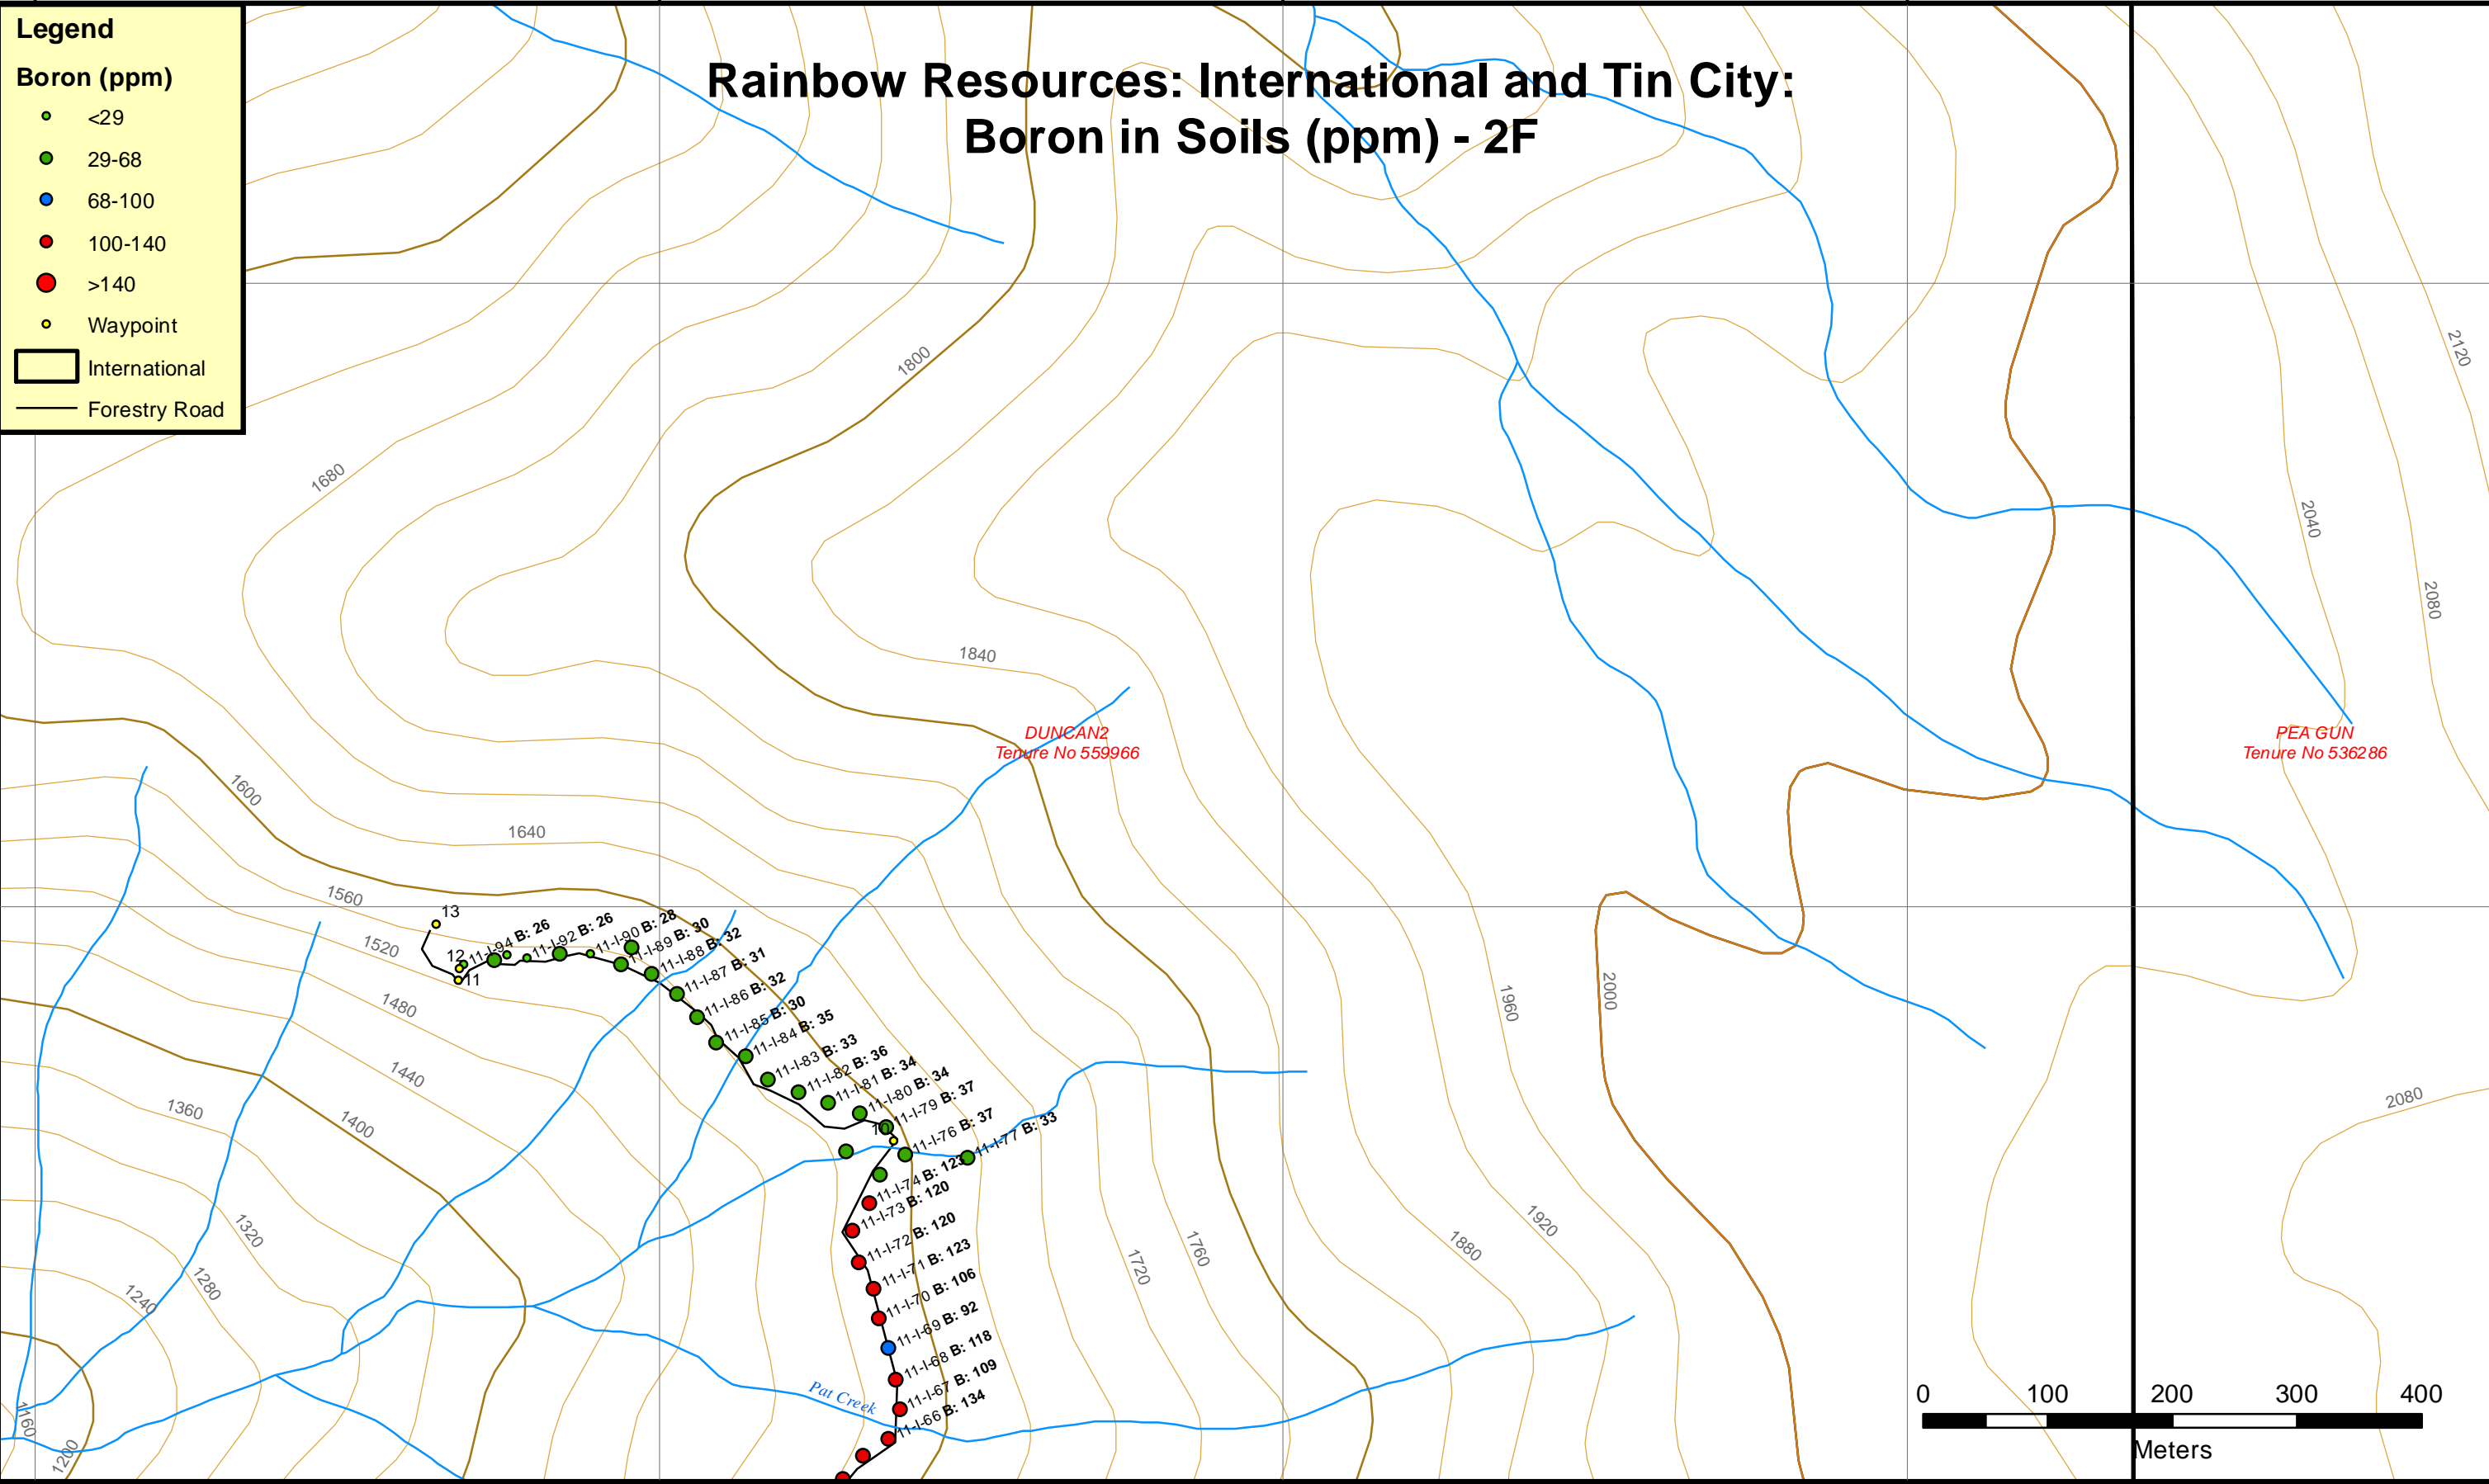 Legend
Boron (ppm)
<29
29-68
68-100
100-140
>140
Waypoint
International
Forestry Road
Rainbow Resources: International and Tin City:
Boron in Soils (ppm) - 2F
1800
1680
2120
2040
2080
1840
DUNCAN2
Tenure No 559966
PEA GUN
Tenure No 536286
1600
1640
1560
1520
1480
1440
1400
1360
1320
1280
1240
1200
1160
13
12
11
11-I-94 B: 26
11-I-92 B: 26
11-I-90 B: 28
11-I-89 B: 30
11-I-88 B: 32
11-I-87 B: 31
11-I-86 B: 32
11-I-85 B: 30
11-I-84 B: 35
11-I-83 B: 33
11-I-82 B: 36
11-I-81 B: 34
11-I-80 B: 34
11-I-79 B: 37
11-I-76 B: 37
11-I-77 B: 33
11-I-74 B: 123
11-I-73 B: 120
11-I-72 B: 120
11-I-71 B: 123
11-I-70 B: 106
11-I-69 B: 92
11-I-68 B: 118
11-I-67 B: 109
11-I-66 B: 134
Pat Creek
1720
1760
1880
1920
1960
2000
2080
0 100 200 300 400
Meters